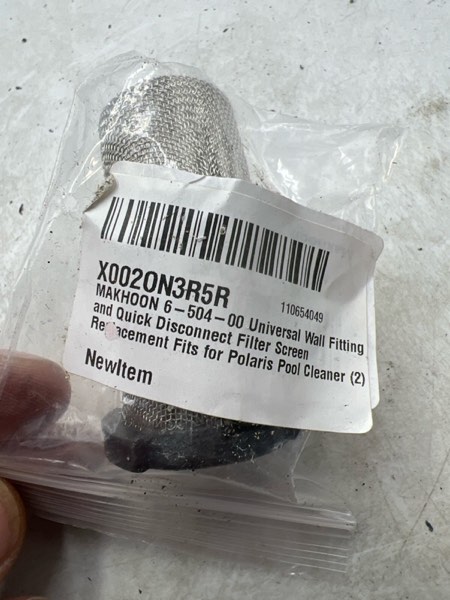 X002ON3R5R
110654049
MAKHOON 6-504-00 Universal Wall Fitting
and Quick Disconnect Filter Screen
Replacement Fits for Polaris Pool Cleaner (2)
NewItem